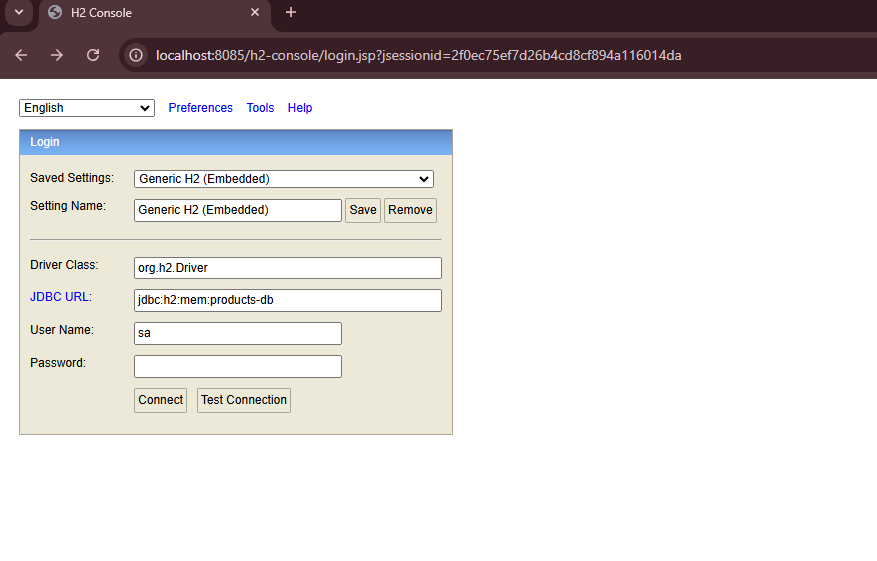 H2 Console
localhost:8085/h2-console/login.jsp?jsessionid=2f0ec75ef7d26b4cd8cf894a116014da
English Preferences Tools Help
Login
Saved Settings: Generic H2 (Embedded)
Setting Name: Generic H2 (Embedded) Save Remove
Driver Class: org.h2.Driver
JDBC URL: jdbc:h2:mem:products-db
User Name: sa
Password:
Connect Test Connection